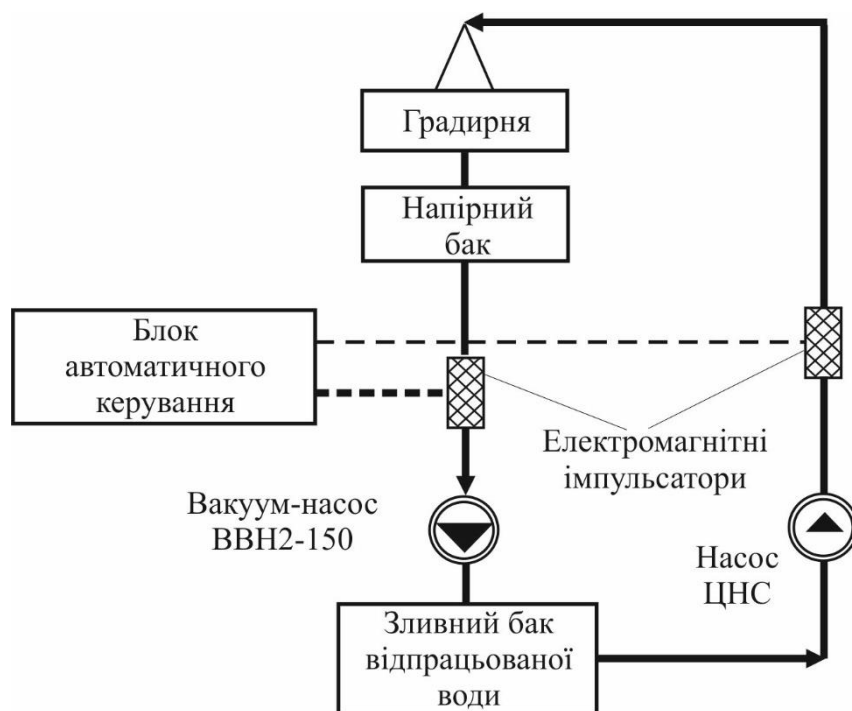 Градирня
Напірний
бак
Блок
автоматичного
керування
Електромагнітні
імпульсатори
Вакуум-насос
ВВН2-150
Насос
ЦНС
Зливний бак
відпрацьованої
води